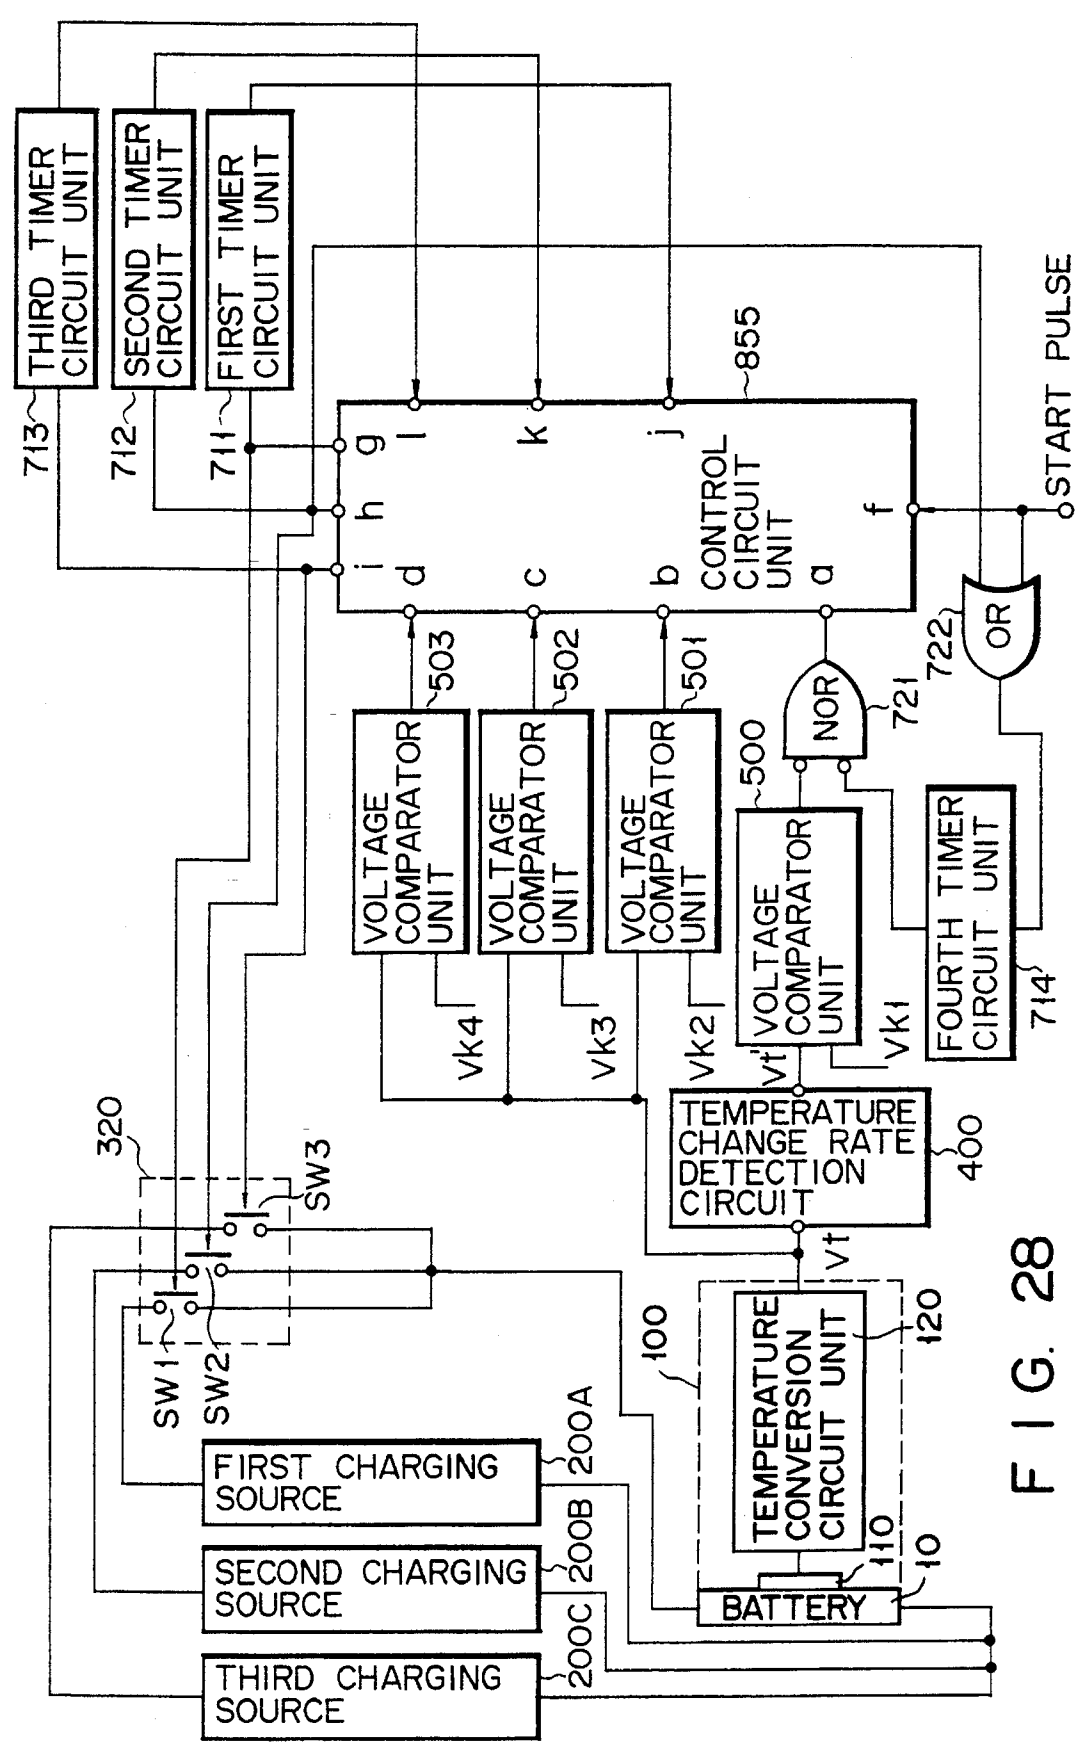 THIRD TIMER
CIRCUIT UNIT
713
SECOND TIMER
CIRCUIT UNIT
712
FIRST TIMER
CIRCUIT UNIT
711
g
h
i
l
k
j
d
c
b
a
f
CONTROL
CIRCUIT
UNIT
855
START PULSE
OR
722
NOR
721
VOLTAGE
COMPARATOR
UNIT
503
Vk4
VOLTAGE
COMPARATOR
UNIT
502
Vk3
VOLTAGE
COMPARATOR
UNIT
501
Vk2
VOLTAGE
COMPARATOR
UNIT
500
Vk1
Vt'
FOURTH TIMER
CIRCUIT UNIT
714
TEMPERATURE
CHANGE RATE
DETECTION
CIRCUIT
400
Vt
320
SW1
SW2
SW3
100
TEMPERATURE
CONVERSION
CIRCUIT UNIT
120
110
BATTERY
10
FIRST CHARGING
SOURCE
200A
SECOND CHARGING
SOURCE
200B
THIRD CHARGING
SOURCE
200C
FIG. 28